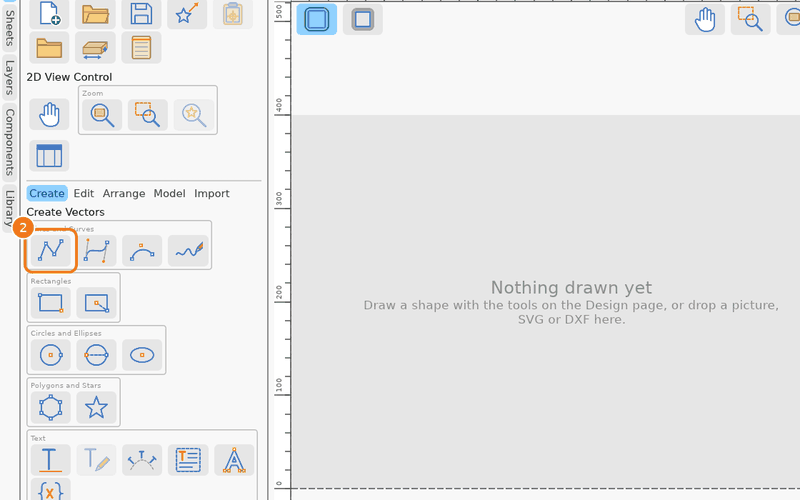 Sheets
Layers
Components
Library
2D View Control
Zoom
Create Edit Arrange Model Import
Create Vectors
2
Curves
Rectangles
Circles and Ellipses
Polygons and Stars
Text
500
400
300
200
100
0
Nothing drawn yet
Draw a shape with the tools on the Design page, or drop a picture,
SVG or DXF here.